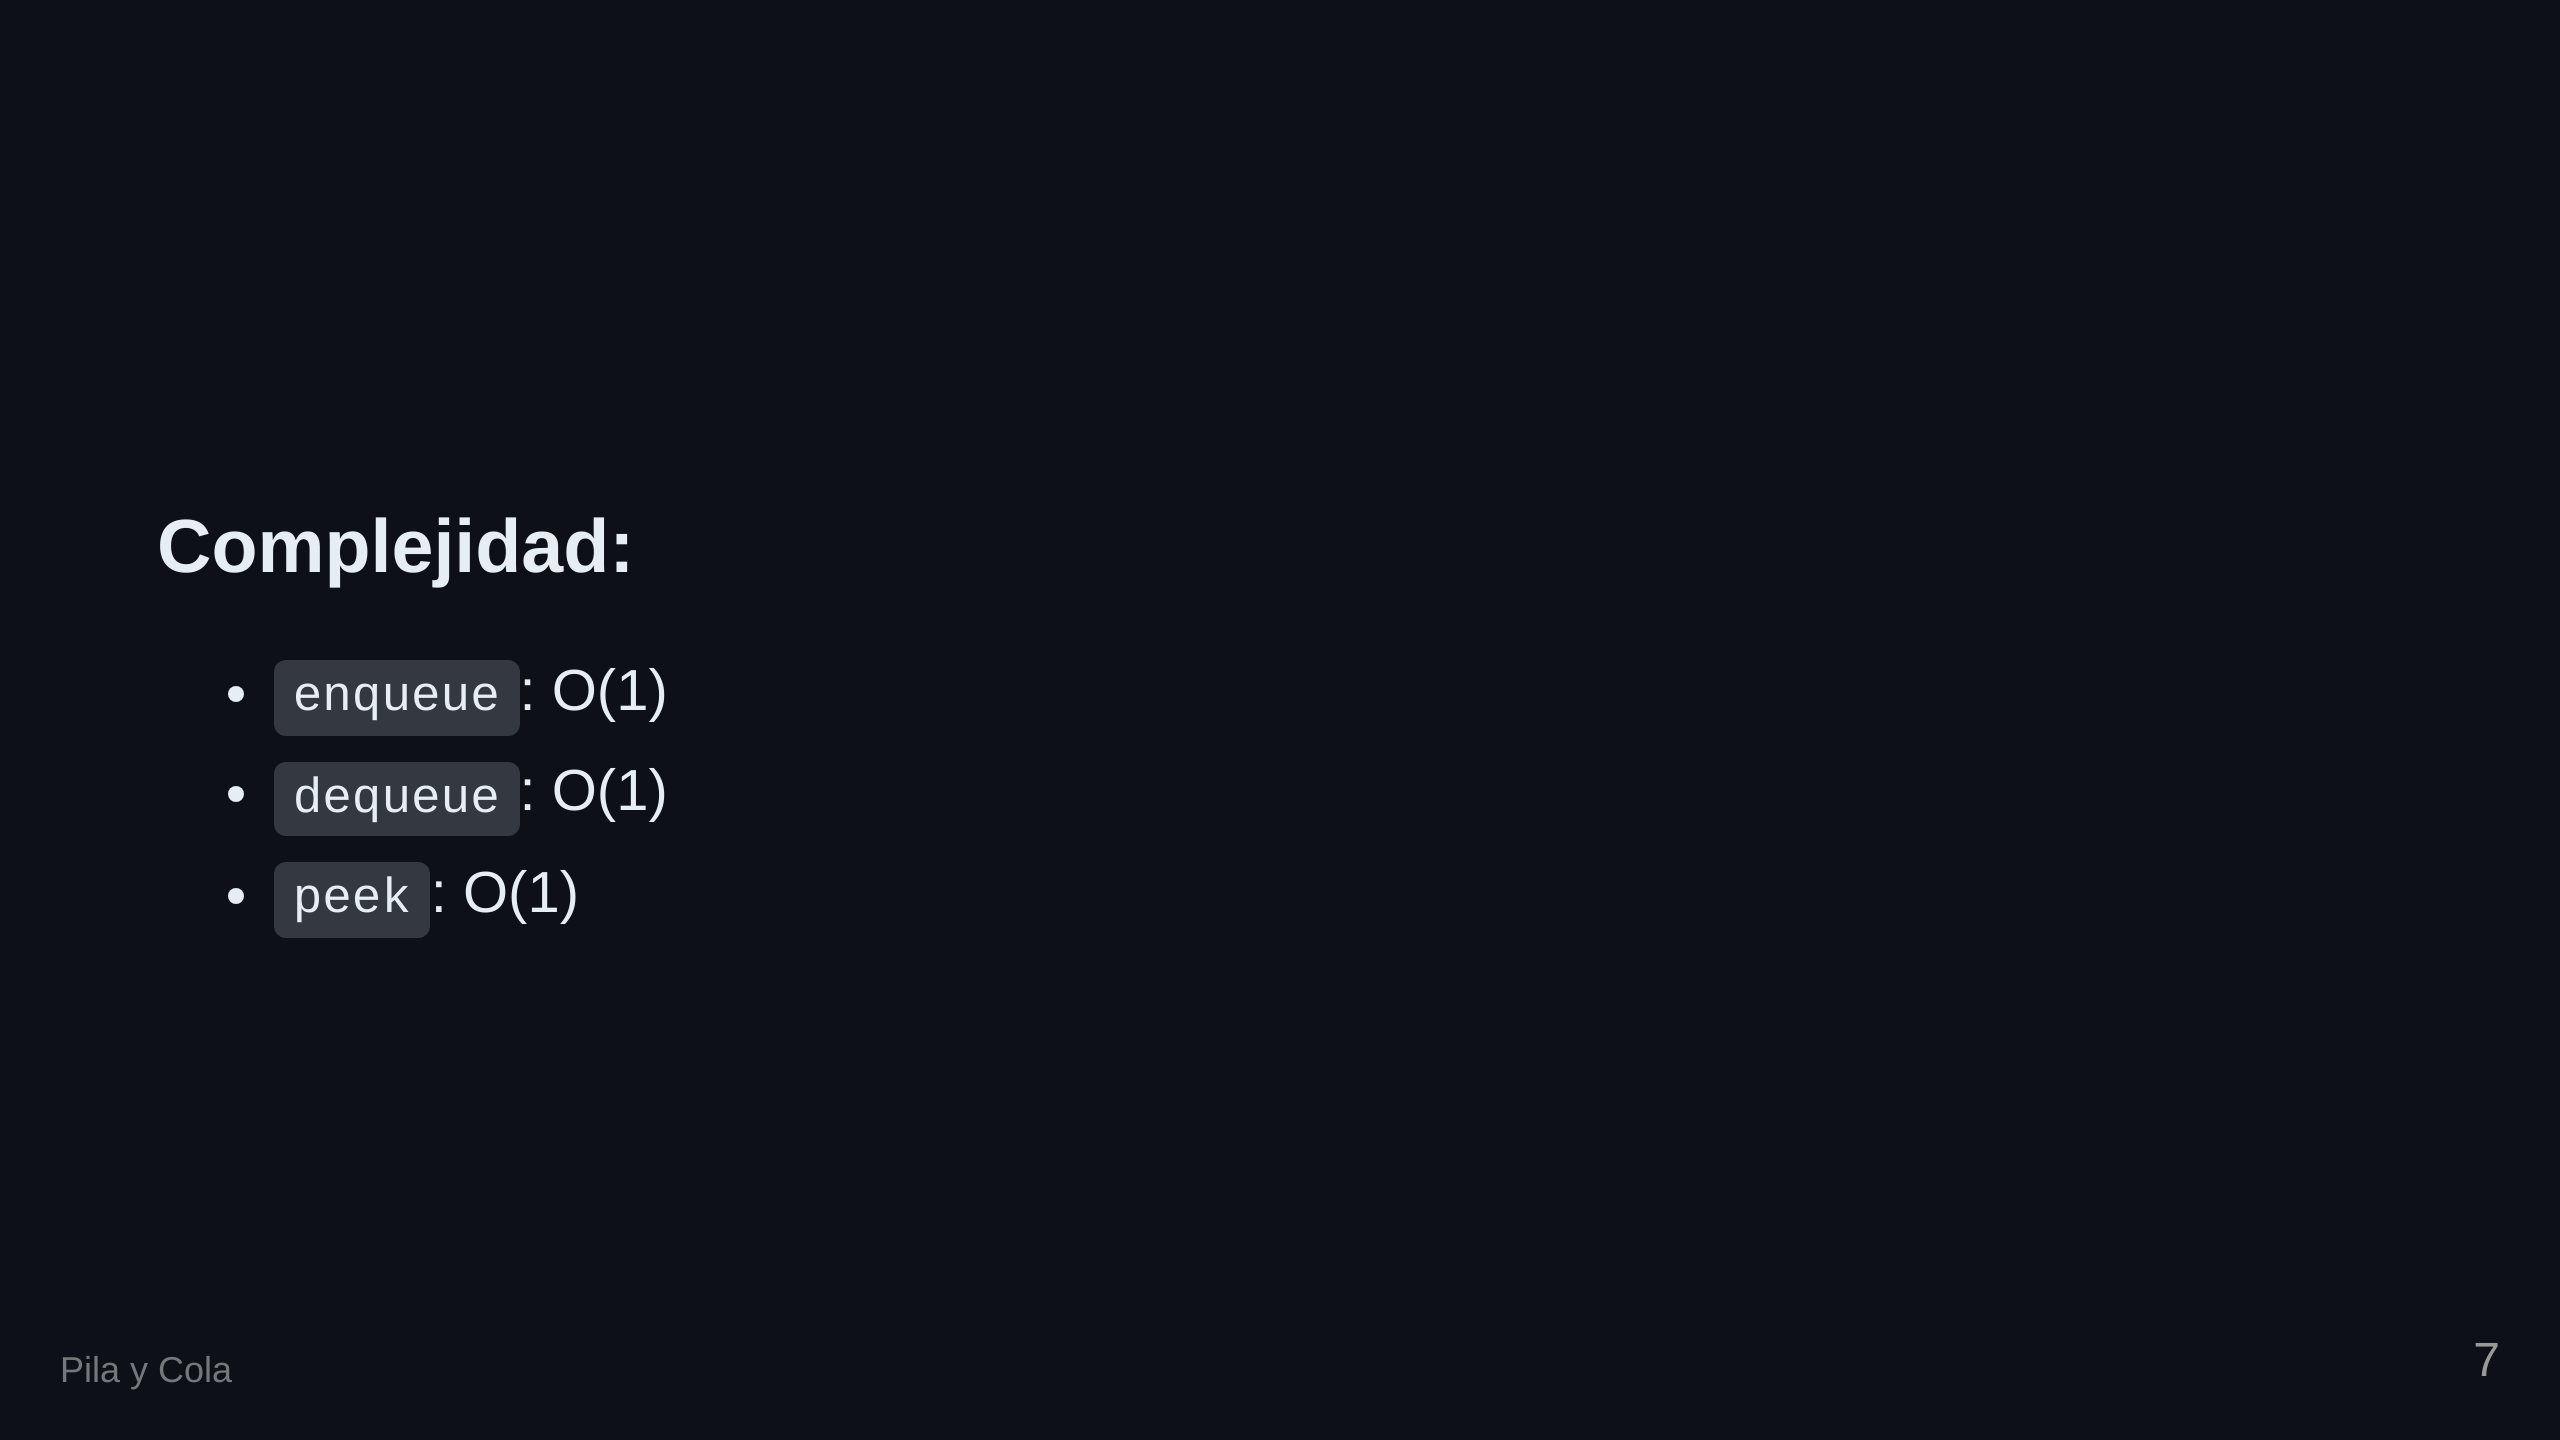 Complejidad:
• enqueue: O(1)
• dequeue: O(1)
• peek: O(1)
Pila y Cola
7